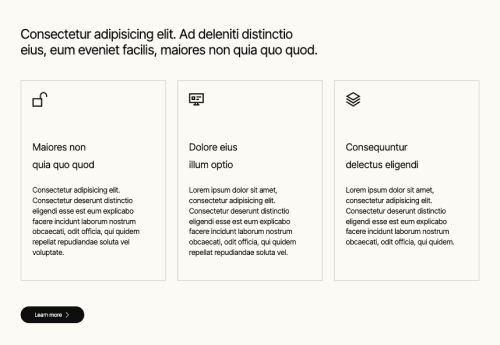 Consectetur adipisicing elit. Ad deleniti distinctio
eius, eum eveniet facilis, maiores non quia quo quod.
Maiores non
quia quo quod
Consectetur adipisicing elit.
Consectetur deserunt distinctio
eligendi esse est eum explicabo
facere incidunt laborum nostrum
obcaecati, odit officia, qui quidem
repellat repudiandae soluta vel
voluptate.
Dolore eius
illum optio
Lorem ipsum dolor sit amet,
consectetur adipisicing elit.
Consectetur deserunt distinctio
eligendi esse est eum explicabo
facere incidunt laborum nostrum
obcaecati, odit officia, qui quidem
repellat repudiandae soluta vel.
Consequuntur
delectus eligendi
Lorem ipsum dolor sit amet,
consectetur adipisicing elit.
Consectetur deserunt distinctio
eligendi esse est eum explicabo
facere incidunt laborum nostrum
obcaecati, odit officia, qui quidem.
Learn more